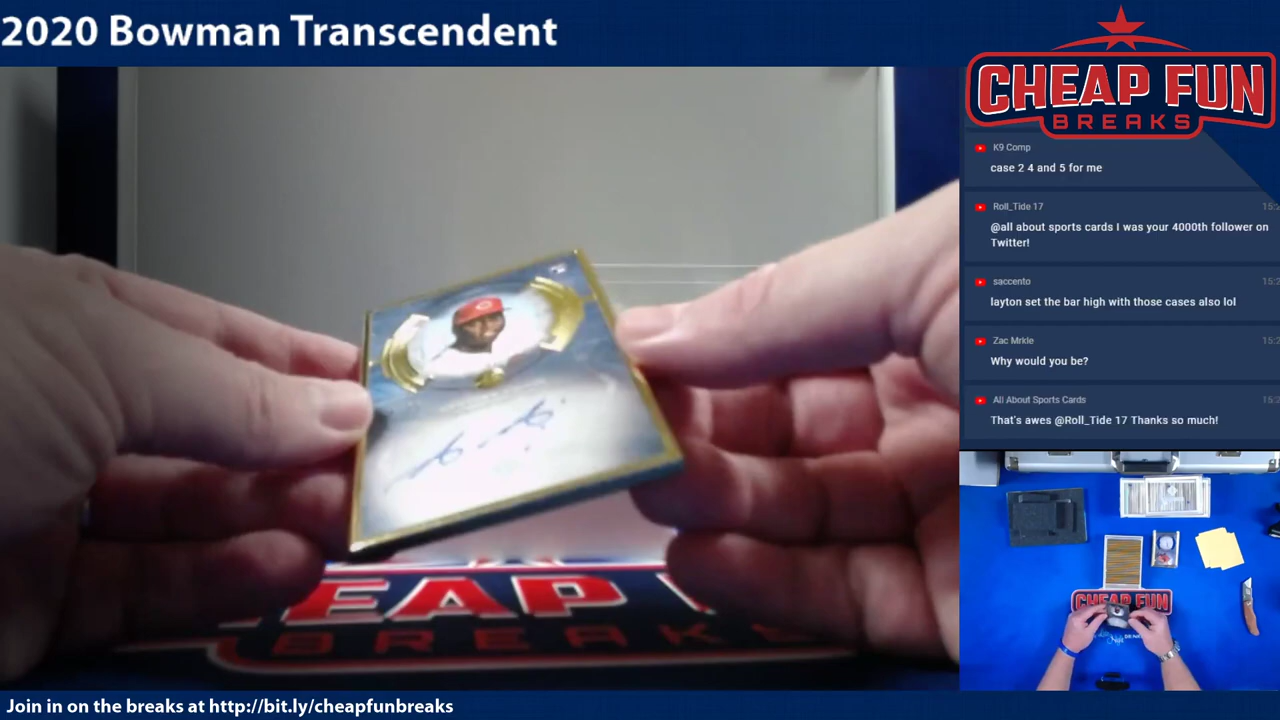 2020 Bowman Transcendent
CHEAP FUN
BREAKS
K9 Comp
case 2 4 and 5 for me
Roll_Tide 17
@all about sports cards I was your 4000th follower on
Twitter!
saccento
layton set the bar high with those cases also lol
Zac Mrkle
Why would you be?
All About Sports Cards
That's awes @Roll_Tide 17 Thanks so much!
EAP
BREAKS
CHEAP FUN
Join in on the breaks at http://bit.ly/cheapfunbreaks